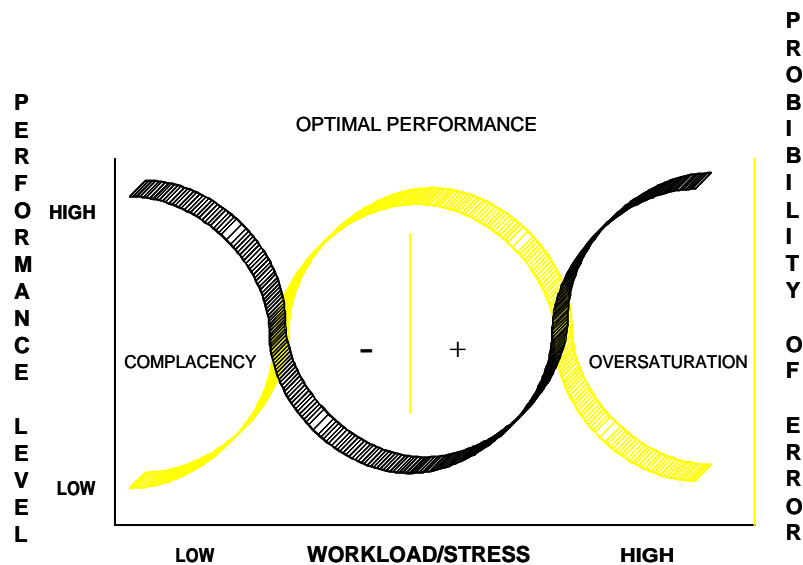 PERFORMANCE LEVEL
OPTIMAL PERFORMANCE
PROBIBILITY OF ERROR
HIGH
COMPLACENCY
-
+
OVERSATURATION
LOW
LOW
WORKLOAD/STRESS
HIGH